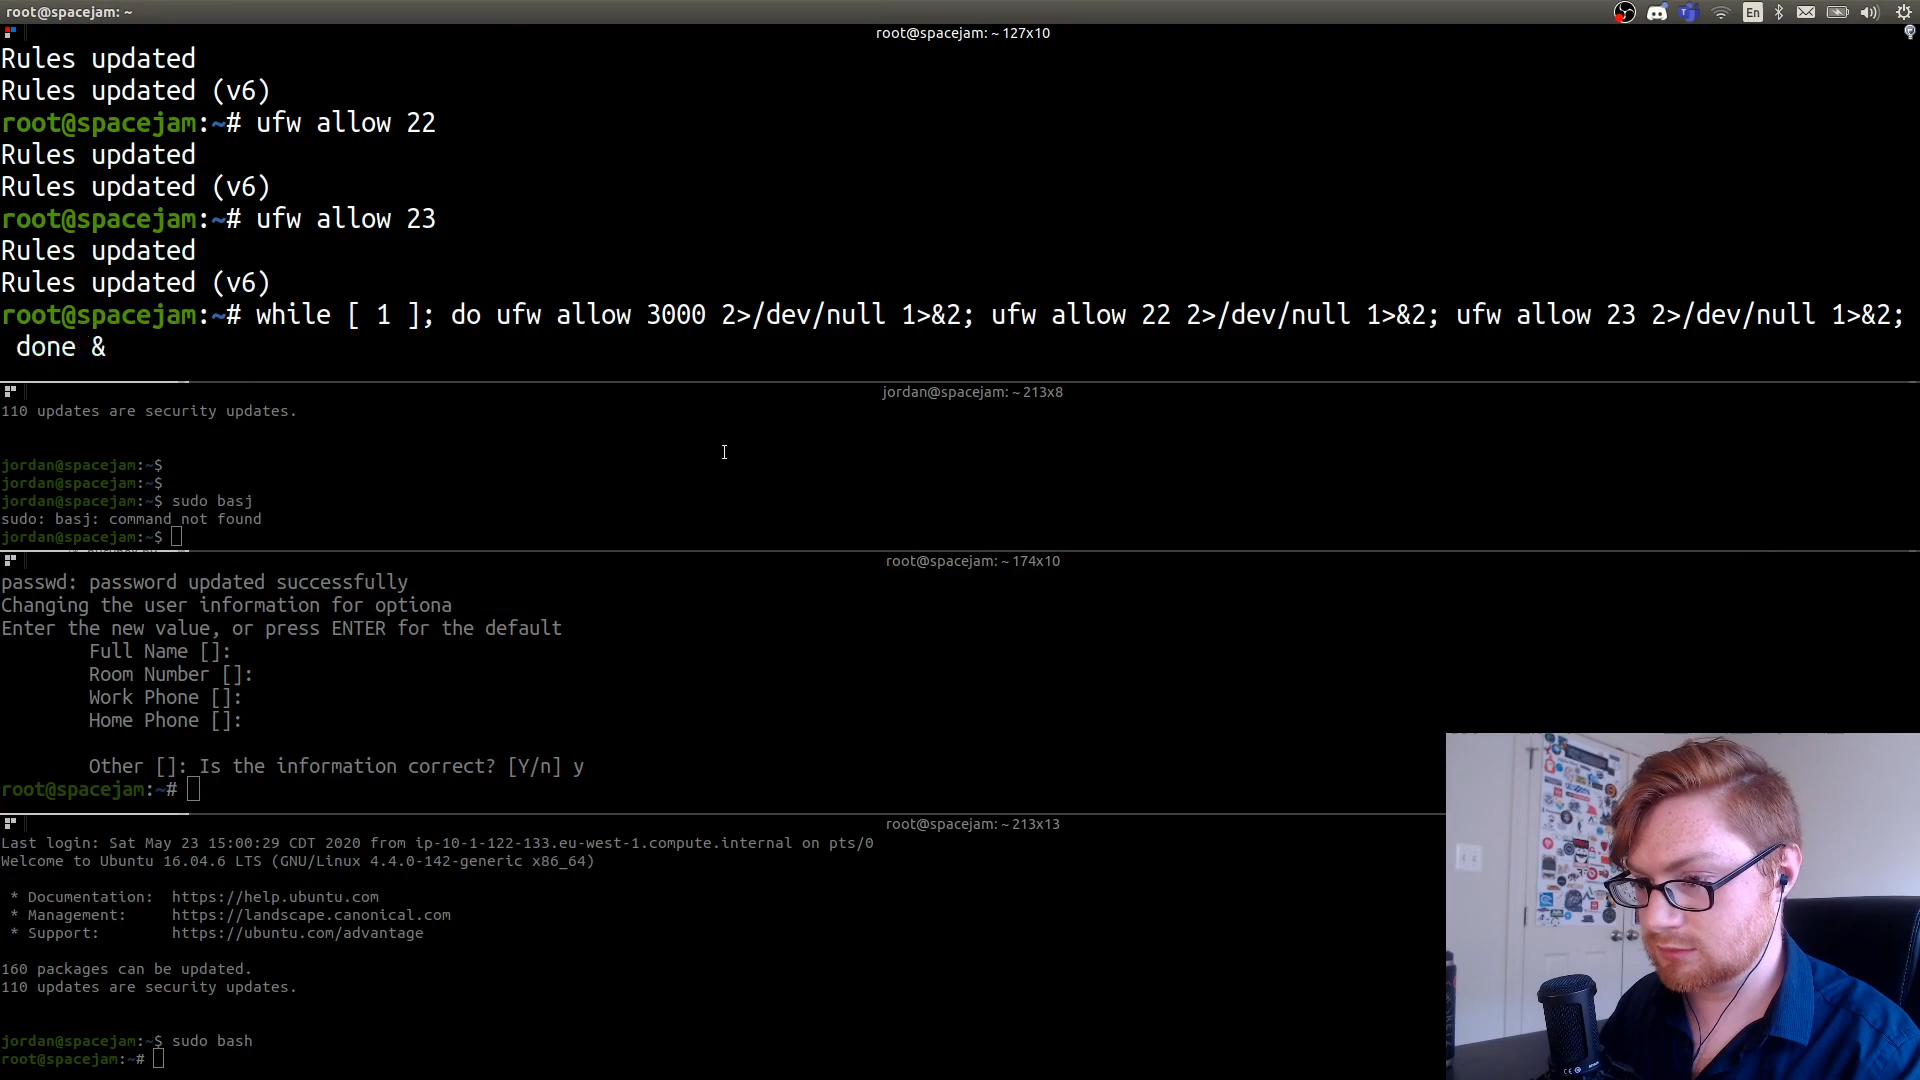 root@spacejam: ~
En
root@spacejam: ~ 127x10
Rules updated
Rules updated (v6)
root@spacejam:~# ufw allow 22
Rules updated
Rules updated (v6)
root@spacejam:~# ufw allow 23
Rules updated
Rules updated (v6)
root@spacejam:~# while [ 1 ]; do ufw allow 3000 2>/dev/null 1>&2; ufw allow 22 2>/dev/null 1>&2; ufw allow 23 2>/dev/null 1>&2;
done &
jordan@spacejam: ~ 213x8
110 updates are security updates.
jordan@spacejam:~$
jordan@spacejam:~$
jordan@spacejam:~$ sudo basj
sudo: basj: command not found
jordan@spacejam:~$
root@spacejam: ~ 174x10
passwd: password updated successfully
Changing the user information for optiona
Enter the new value, or press ENTER for the default
Full Name []:
Room Number []:
Work Phone []:
Home Phone []:
Other []: Is the information correct? [Y/n] y
root@spacejam:~#
root@spacejam: ~ 213x13
Last login: Sat May 23 15:00:29 CDT 2020 from ip-10-1-122-133.eu-west-1.compute.internal on pts/0
Welcome to Ubuntu 16.04.6 LTS (GNU/Linux 4.4.0-142-generic x86_64)
* Documentation: https://help.ubuntu.com
* Management: https://landscape.canonical.com
* Support: https://ubuntu.com/advantage
160 packages can be updated.
110 updates are security updates.
jordan@spacejam:~$ sudo bash
root@spacejam:~#